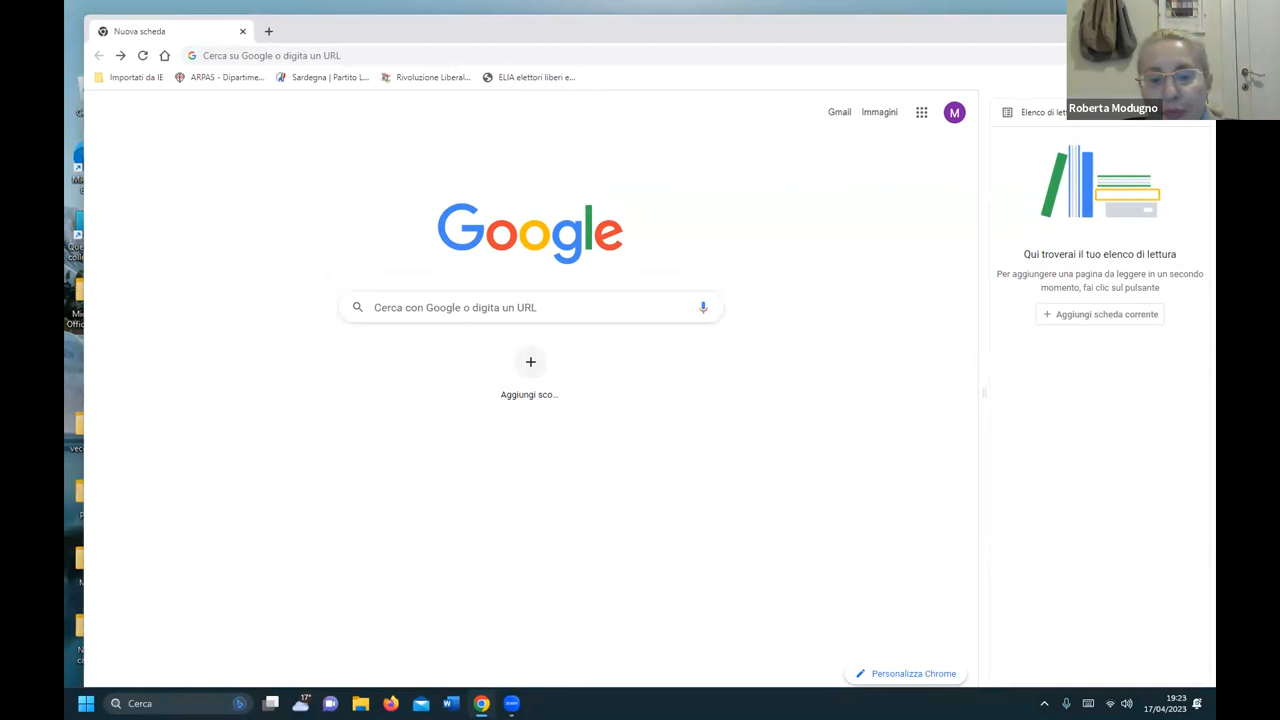 Nuova scheda
Cerca su Google o digita un URL
Importati da IE
ARPAS - Dipartime...
Sardegna | Partito L...
Rivoluzione Liberal...
ELIA elettori liberi e...
Roberta Modugno
Gmail
Immagini
M
Google
Cerca con Google o digita un URL
Aggiungi sco...
Qui troverai il tuo elenco di lettura
Per aggiungere una pagina da leggere in un secondo
momento, fai clic sul pulsante
Aggiungi scheda corrente
Personalizza Chrome
Cerca
17°
zoom
19:23
17/04/2023